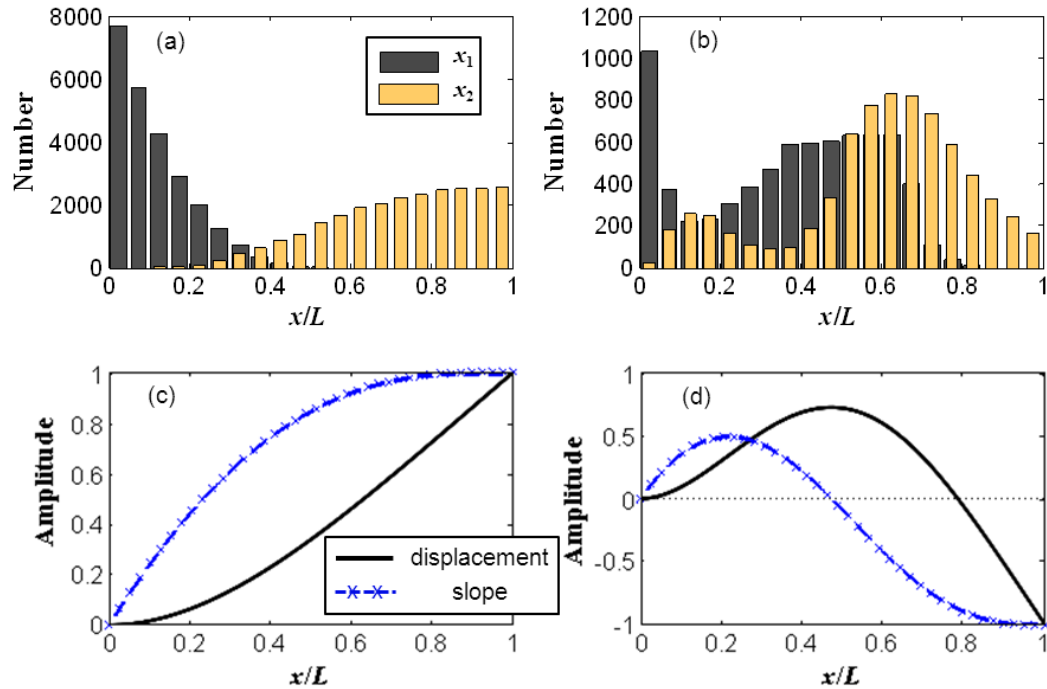 (a)
8000
6000
4000
2000
0
Number
x₁
x₂
0 0.2 0.4 0.6 0.8 1
x/L
(b)
1200
1000
800
600
400
200
0
Number
0 0.2 0.4 0.6 0.8 1
x/L
(c)
1
0.8
0.6
0.4
0.2
0
Amplitude
displacement
slope
0 0.2 0.4 0.6 0.8 1
x/L
(d)
1
0.5
0
-0.5
-1
Amplitude
0 0.2 0.4 0.6 0.8 1
x/L